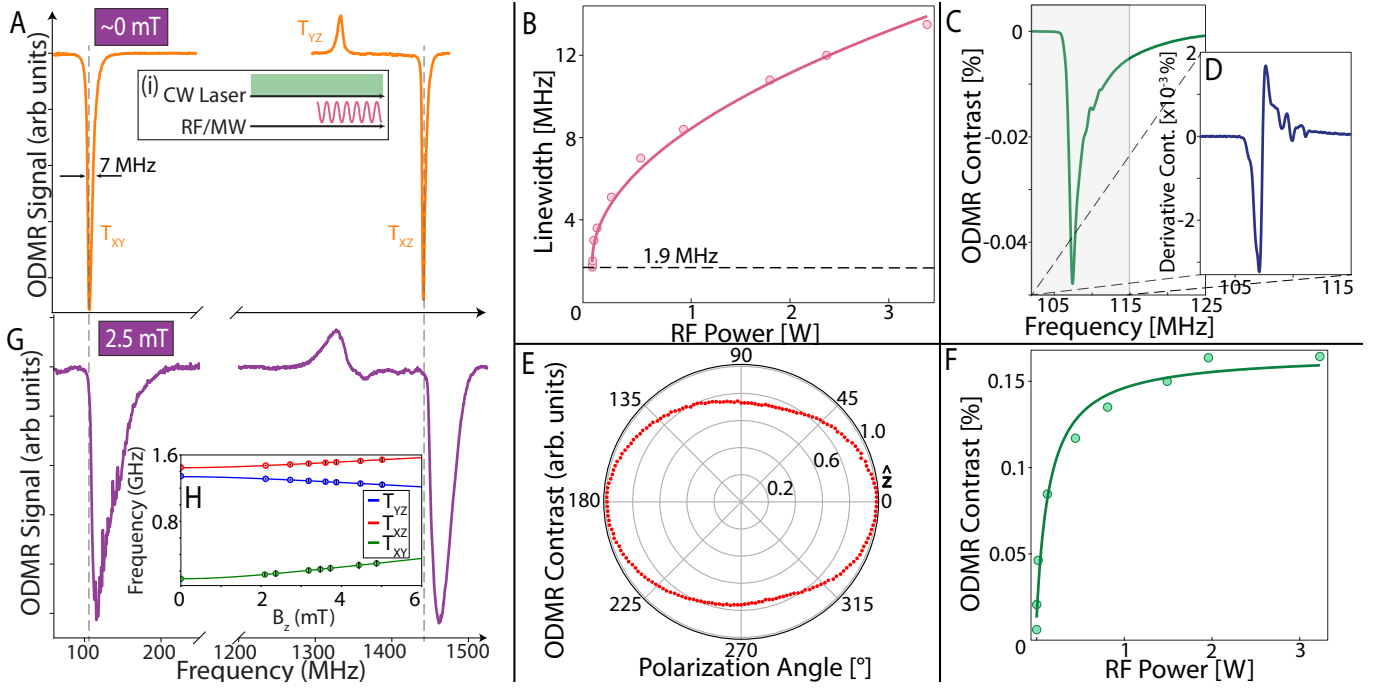 A
~0 mT
T_YZ
(i)
CW Laser
RF/MW
7 MHz
T_XY
T_XZ
ODMR Signal (arb units)
B
12
8
4
Linewidth [MHz]
1.9 MHz
0 1 2 3
RF Power [W]
C
0
-0.02
-0.04
ODMR Contrast [%]
105 115 125
Frequency [MHz]
D
2
0
-2
Derivative Cont. [x10⁻³ %]
105 115
G
2.5 mT
ODMR Signal (arb units)
100 200 1200 1300 1400 1500
Frequency (MHz)
H
1.6
0.8
Frequency (GHz)
T_YZ
T_XZ
T_XY
0 2 4 6
B_z (mT)
E
90
135 45
1.0
0.6
ẑ
180 0.2 0
225 315
270
ODMR Contrast (arb. units)
Polarization Angle [°]
F
0.15
0.1
0.05
0
ODMR Contrast [%]
0 1 2 3
RF Power [W]